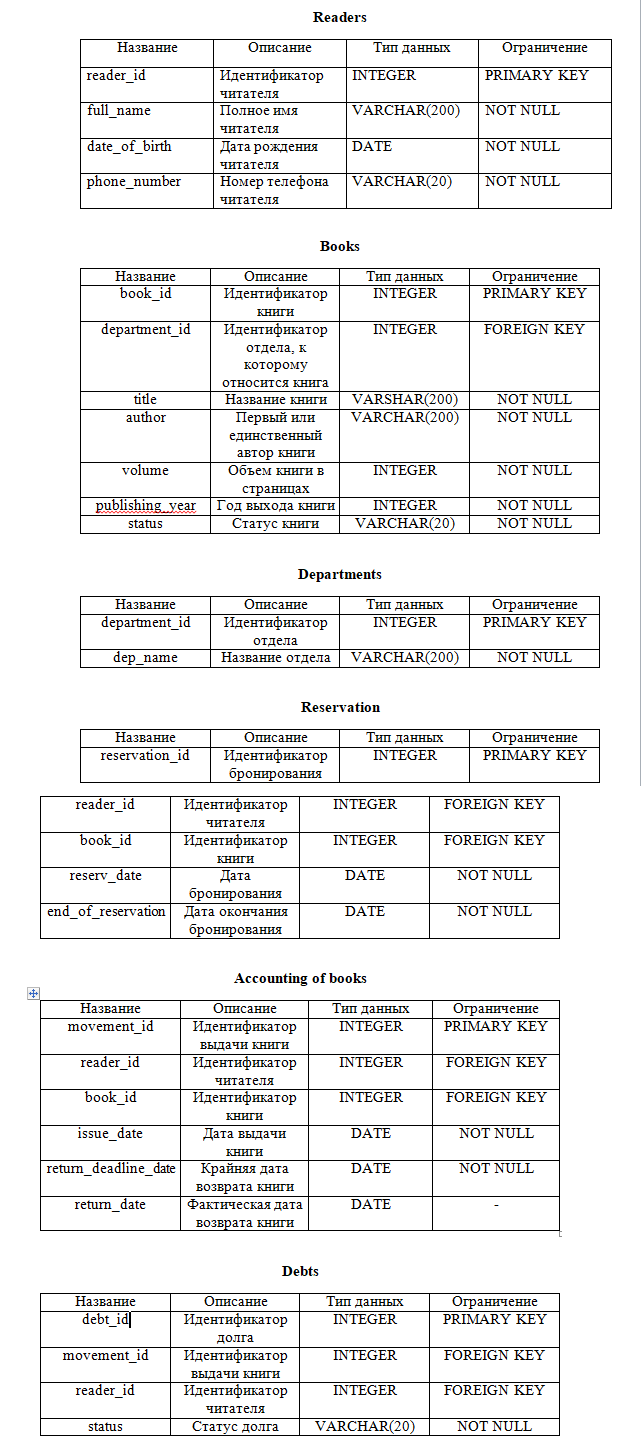 Readers
Название Описание Тип данных Ограничение
reader_id Идентификатор INTEGER PRIMARY KEY
читателя
full_name Полное имя VARCHAR(200) NOT NULL
читателя
date_of_birth Дата рождения DATE NOT NULL
читателя
phone_number Номер телефона VARCHAR(20) NOT NULL
читателя
Books
Название Описание Тип данных Ограничение
book_id Идентификатор INTEGER PRIMARY KEY
книги
department_id Идентификатор INTEGER FOREIGN KEY
отдела, к
которому
относится книга
title Название книги VARSHAR(200) NOT NULL
author Первый или VARCHAR(200) NOT NULL
единственный
автор книги
volume Объем книги в INTEGER NOT NULL
страницах
publishing_year Год выхода книги INTEGER NOT NULL
status Статус книги VARCHAR(20) NOT NULL
Departments
Название Описание Тип данных Ограничение
department_id Идентификатор INTEGER PRIMARY KEY
отдела
dep_name Название отдела VARCHAR(200) NOT NULL
Reservation
Название Описание Тип данных Ограничение
reservation_id Идентификатор INTEGER PRIMARY KEY
бронирования
reader_id Идентификатор INTEGER FOREIGN KEY
читателя
book_id Идентификатор INTEGER FOREIGN KEY
книги
reserv_date Дата DATE NOT NULL
бронирования
end_of_reservation Дата окончания DATE NOT NULL
бронирования
Accounting of books
Название Описание Тип данных Ограничение
movement_id Идентификатор INTEGER PRIMARY KEY
выдачи книги
reader_id Идентификатор INTEGER FOREIGN KEY
читателя
book_id Идентификатор INTEGER FOREIGN KEY
книги
issue_date Дата выдачи DATE NOT NULL
книги
return_deadline_date Крайняя дата DATE NOT NULL
возврата книги
return_date Фактическая дата DATE -
возврата книги
Debts
Название Описание Тип данных Ограничение
debt_id Идентификатор INTEGER PRIMARY KEY
долга
movement_id Идентификатор INTEGER FOREIGN KEY
выдачи книги
reader_id Идентификатор INTEGER FOREIGN KEY
читателя
status Статус долга VARCHAR(20) NOT NULL